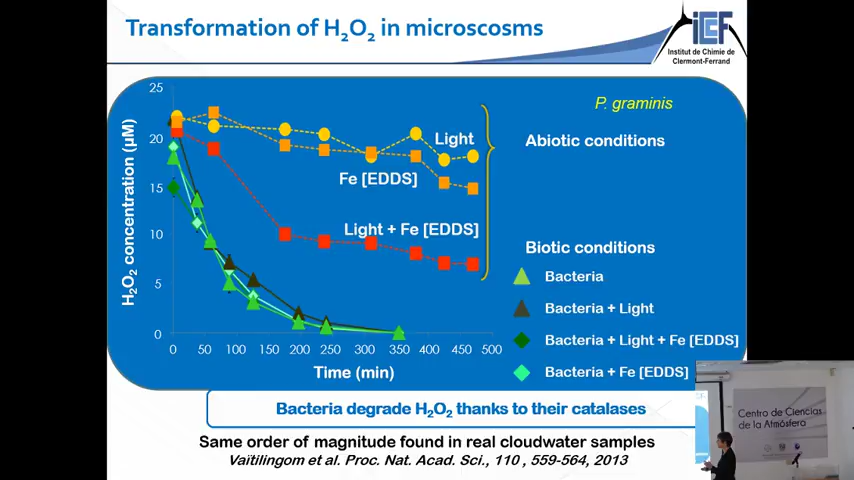 Transformation of H₂O₂ in microscosms
iCCF
Institut de Chimie de
Clermont-Ferrand
P. graminis
H₂O₂ concentration (µM)
25
20
15
10
5
0
Light
Fe [EDDS]
Light + Fe [EDDS]
Abiotic conditions
Biotic conditions
Bacteria
Bacteria + Light
Bacteria + Light + Fe [EDDS]
Bacteria + Fe [EDDS]
0 50 100 150 200 250 300 350 400 450 500
Time (min)
Bacteria degrade H₂O₂ thanks to their catalases
Same order of magnitude found in real cloudwater samples
Vaïtilingom et al. Proc. Nat. Acad. Sci., 110 , 559-564, 2013
Centro de Ciencias
de la Atmósfera